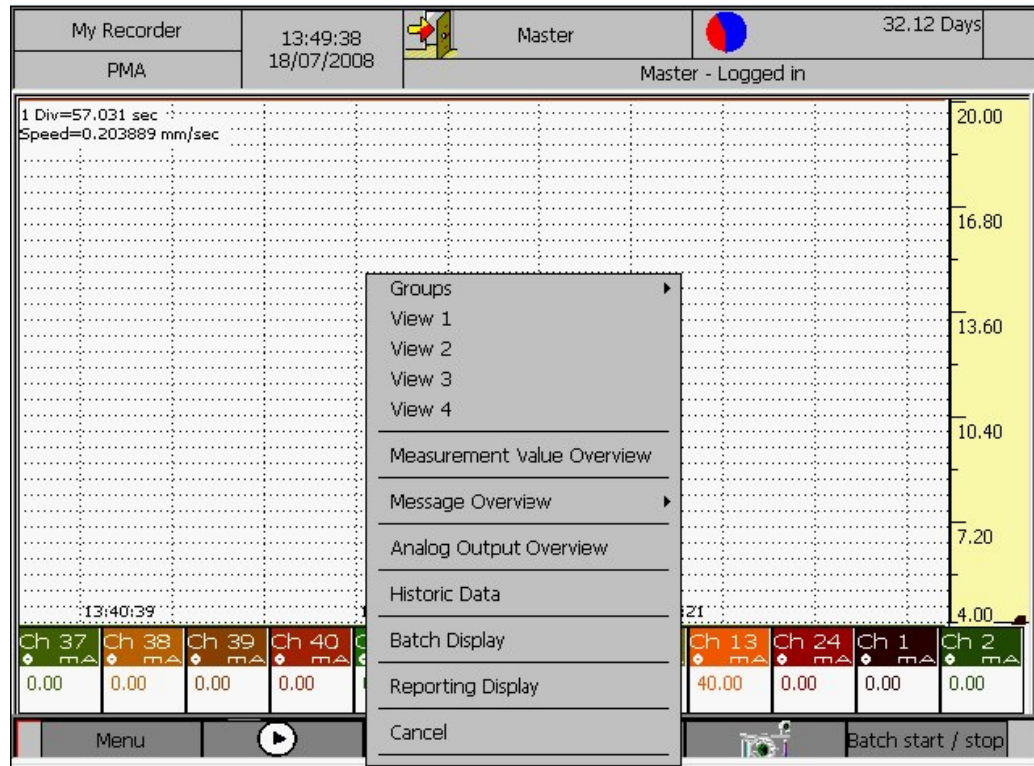 My Recorder
PMA
13:49:38
18/07/2008
Master
32.12 Days
Master - Logged in
1 Div=57.031 sec
Speed=0.203889 mm/sec
20.00
16.80
13.60
10.40
7.20
4.00
Groups
View 1
View 2
View 3
View 4
Measurement Value Overview
Message Overview
Analog Output Overview
Historic Data
Batch Display
Reporting Display
Cancel
13:40:39
21
Ch 37 Ch 38 Ch 39 Ch 40 Ch 13 Ch 24 Ch 1 Ch 2
mA mA mA mA mA mA mA mA
0.00 0.00 0.00 0.00 40.00 0.00 0.00 0.00
Menu
Batch start / stop